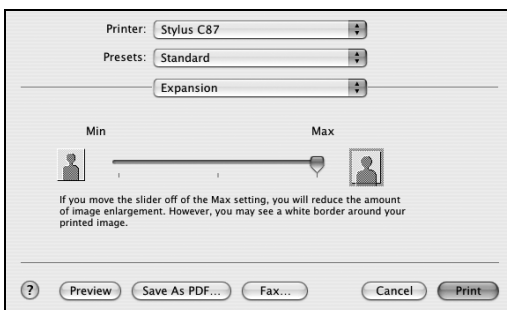 Printer: Stylus C87
Presets: Standard
Expansion
Min Max
If you move the slider off of the Max setting, you will reduce the amount
of image enlargement. However, you may see a white border around your
printed image.
? Preview Save As PDF... Fax... Cancel Print